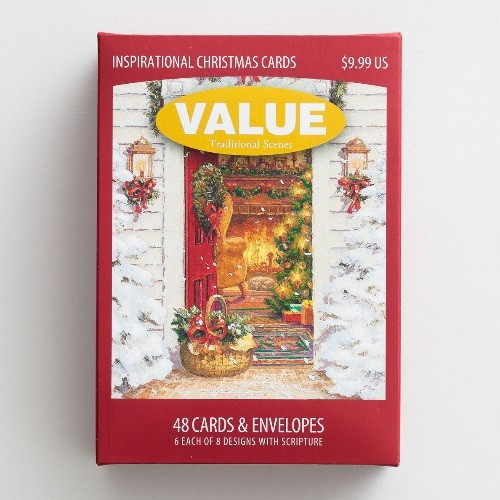 INSPIRATIONAL CHRISTMAS CARDS $9.99 US
VALUE
Traditional Scenes
48 CARDS & ENVELOPES
6 EACH OF 8 DESIGNS WITH SCRIPTURE